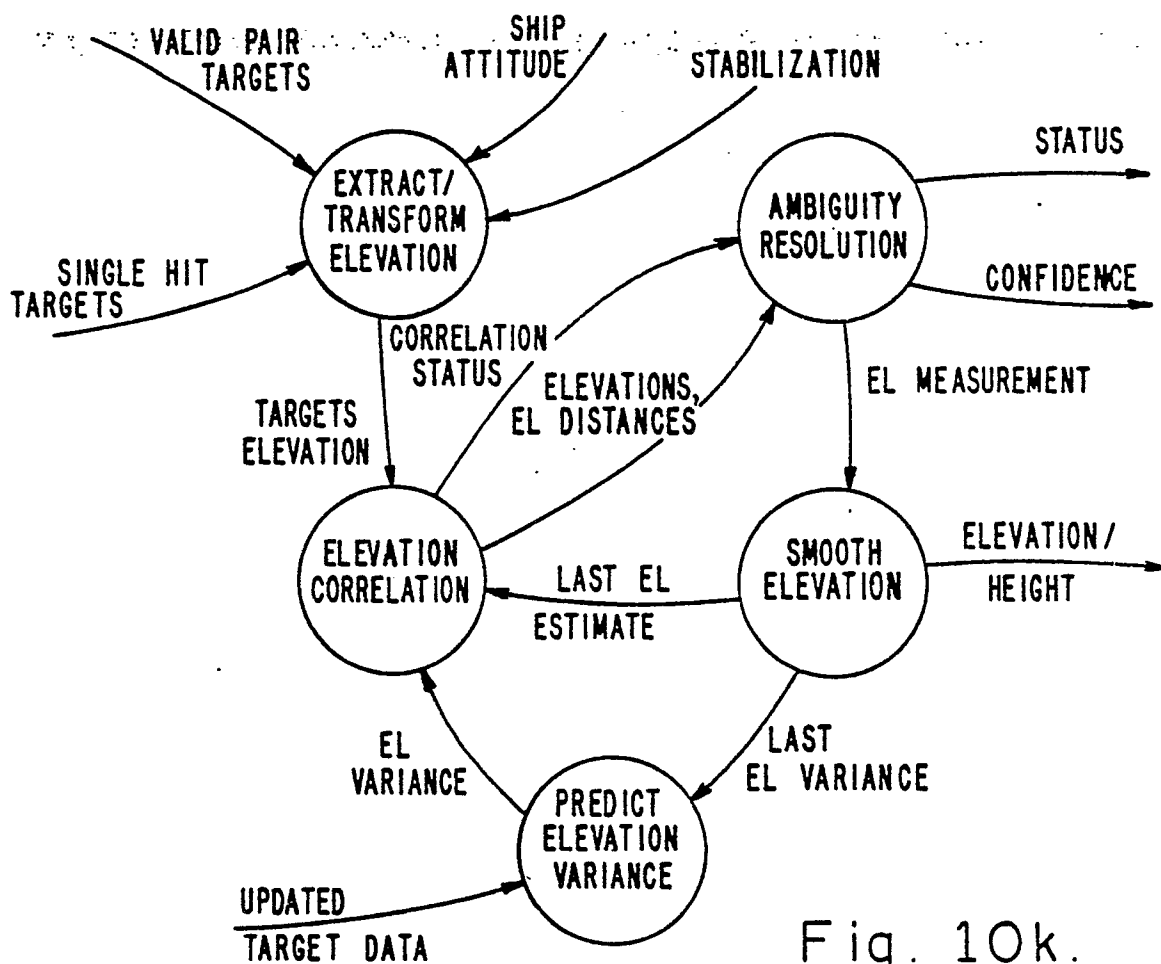 VALID PAIR
TARGETS
SHIP
ATTITUDE
STABILIZATION
EXTRACT/
TRANSFORM
ELEVATION
AMBIGUITY
RESOLUTION
STATUS
CONFIDENCE
SINGLE HIT
TARGETS
CORRELATION
STATUS
ELEVATIONS,
EL DISTANCES
EL MEASUREMENT
TARGETS
ELEVATION
ELEVATION
CORRELATION
LAST EL
ESTIMATE
SMOOTH
ELEVATION
ELEVATION/
HEIGHT
EL
VARIANCE
LAST
EL VARIANCE
PREDICT
ELEVATION
VARIANCE
UPDATED
TARGET DATA
Fig. 10k.